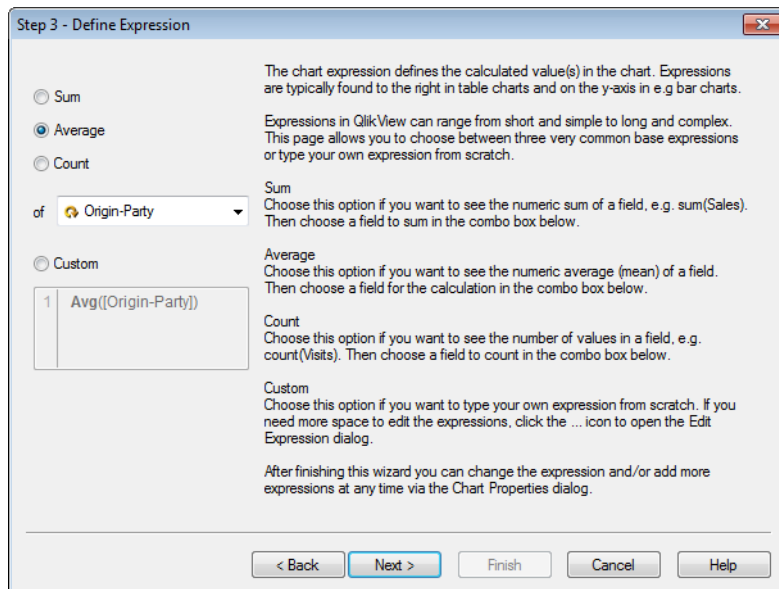 Step 3 - Define Expression
Sum
Average
Count
of Origin-Party
Custom
1 Avg([Origin-Party])
The chart expression defines the calculated value(s) in the chart. Expressions
are typically found to the right in table charts and on the y-axis in e.g bar charts.
Expressions in QlikView can range from short and simple to long and complex.
This page allows you to choose between three very common base expressions
or type your own expression from scratch.
Sum
Choose this option if you want to see the numeric sum of a field, e.g. sum(Sales).
Then choose a field to sum in the combo box below.
Average
Choose this option if you want to see the numeric average (mean) of a field.
Then choose a field for the calculation in the combo box below.
Count
Choose this option if you want to see the number of values in a field, e.g.
count(Visits). Then choose a field to count in the combo box below.
Custom
Choose this option if you want to type your own expression from scratch. If you
need more space to edit the expressions, click the ... icon to open the Edit
Expression dialog.
After finishing this wizard you can change the expression and/or add more
expressions at any time via the Chart Properties dialog.
< Back Next > Finish Cancel Help